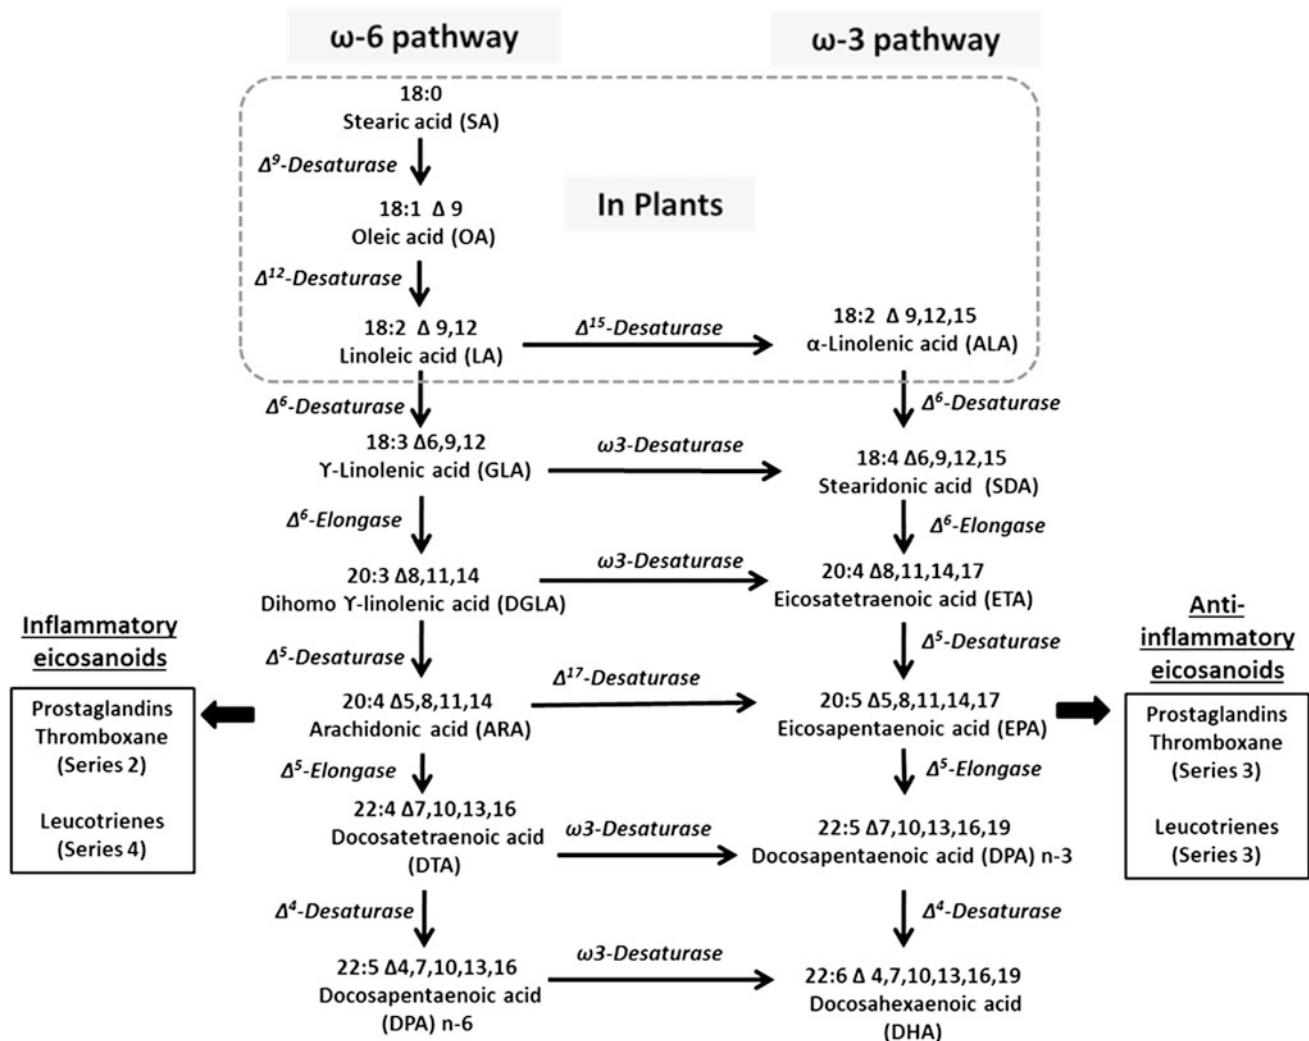 ω-6 pathway
ω-3 pathway
18:0
Stearic acid (SA)
Δ⁹-Desaturase
In Plants
18:1 Δ 9
Oleic acid (OA)
Δ¹²-Desaturase
18:2 Δ 9,12
Linoleic acid (LA)
Δ¹⁵-Desaturase
18:2 Δ 9,12,15
α-Linolenic acid (ALA)
Δ⁶-Desaturase
Δ⁶-Desaturase
18:3 Δ6,9,12
ϒ-Linolenic acid (GLA)
ω3-Desaturase
18:4 Δ6,9,12,15
Stearidonic acid (SDA)
Δ⁶-Elongase
Δ⁶-Elongase
20:3 Δ8,11,14
Dihomo ϒ-linolenic acid (DGLA)
ω3-Desaturase
20:4 Δ8,11,14,17
Eicosatetraenoic acid (ETA)
Inflammatory
eicosanoids
Prostaglandins
Thromboxane
(Series 2)
Leucotrienes
(Series 4)
Δ⁵-Desaturase
Δ⁵-Desaturase
20:4 Δ5,8,11,14
Arachidonic acid (ARA)
Δ¹⁷-Desaturase
20:5 Δ5,8,11,14,17
Eicosapentaenoic acid (EPA)
Anti-
inflammatory
eicosanoids
Prostaglandins
Thromboxane
(Series 3)
Leucotrienes
(Series 3)
Δ⁵-Elongase
Δ⁵-Elongase
22:4 Δ7,10,13,16
Docosatetraenoic acid
(DTA)
ω3-Desaturase
22:5 Δ7,10,13,16,19
Docosapentaenoic acid (DPA) n-3
Δ⁴-Desaturase
Δ⁴-Desaturase
22:5 Δ4,7,10,13,16
Docosapentaenoic acid
(DPA) n-6
ω3-Desaturase
22:6 Δ 4,7,10,13,16,19
Docosahexaenoic acid
(DHA)